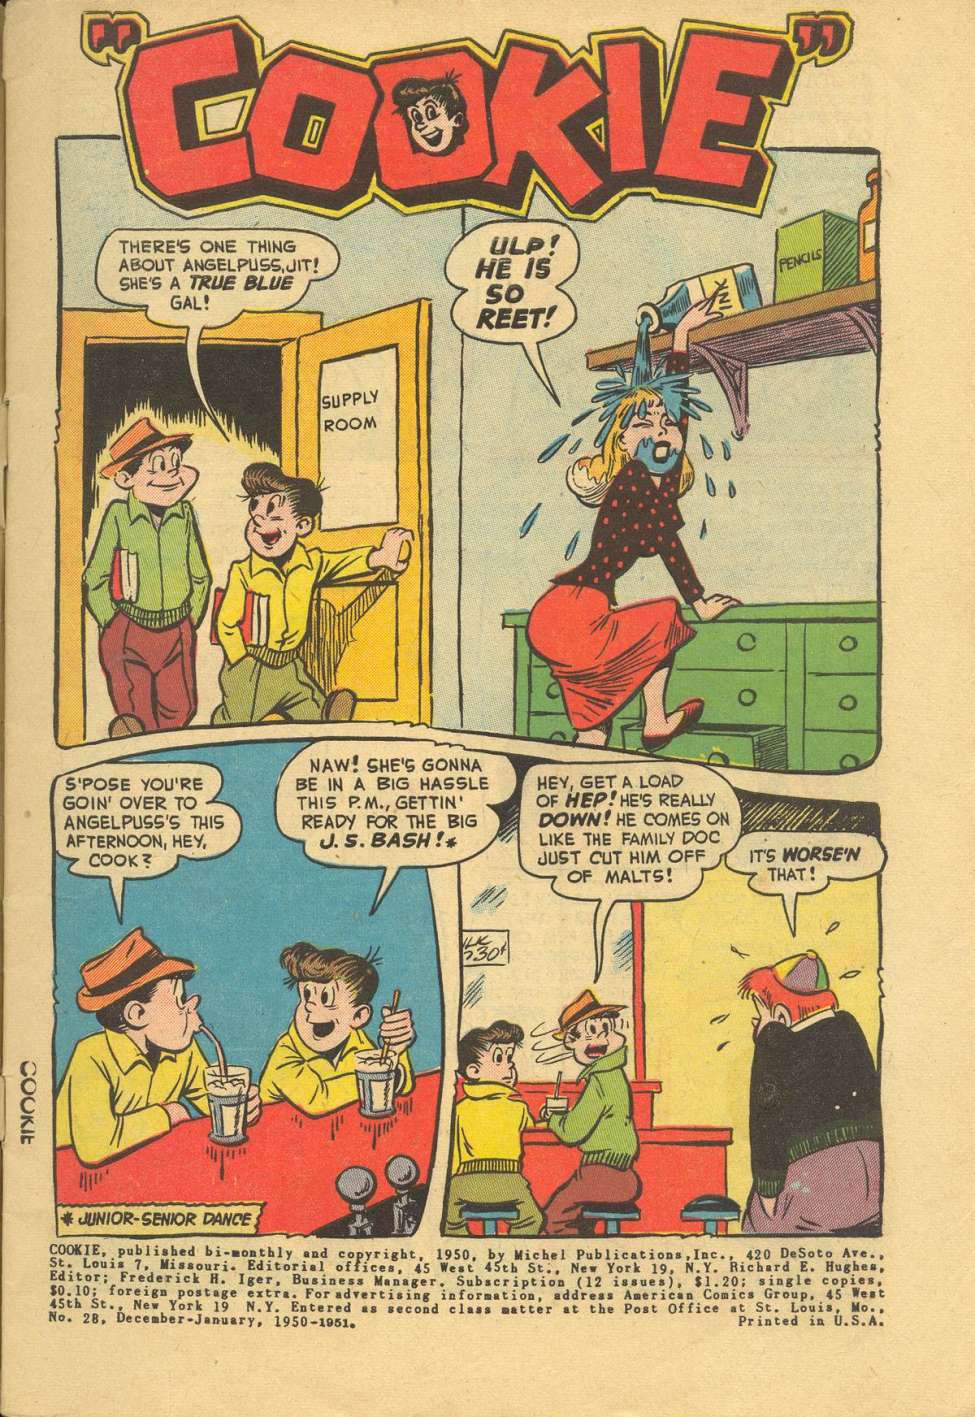 "COOKIE"
THERE'S ONE THING
ABOUT ANGELPUSS, JIT!
SHE'S A TRUE BLUE
GAL!
ULP!
HE IS
SO
REET!
PENCILS
INK
SUPPLY
ROOM
S'POSE YOU'RE
GOIN' OVER TO
ANGELPUSS'S THIS
AFTERNOON, HEY,
COOK?
NAW! SHE'S GONNA
BE IN A BIG HASSLE
THIS P.M., GETTIN'
READY FOR THE BIG
J.S. BASH!*
* JUNIOR-SENIOR DANCE
HEY, GET A LOAD
OF HEP! HE'S REALLY
DOWN! HE COMES ON
LIKE THE FAMILY DOC
JUST CUT HIM OFF
OF MALTS!
IT'S WORSE'N
THAT!
30¢
COOKIE
COOKIE, published bi-monthly and copyright, 1950, by Michel Publications, Inc., 420 DeSoto Ave.,
St. Louis 7, Missouri. Editorial offices, 45 West 45th St., New York 19, N.Y. Richard E. Hughes,
Editor; Frederick H. Iger, Business Manager. Subscription (12 issues), $1.20; single copies,
$0.10; foreign postage extra. For advertising information, address American Comics Group, 45 West
45th St., New York 19 N.Y. Entered as second class matter at the Post Office at St. Louis, Mo.,
No. 28, December-January, 1950-1951. Printed in U.S.A.